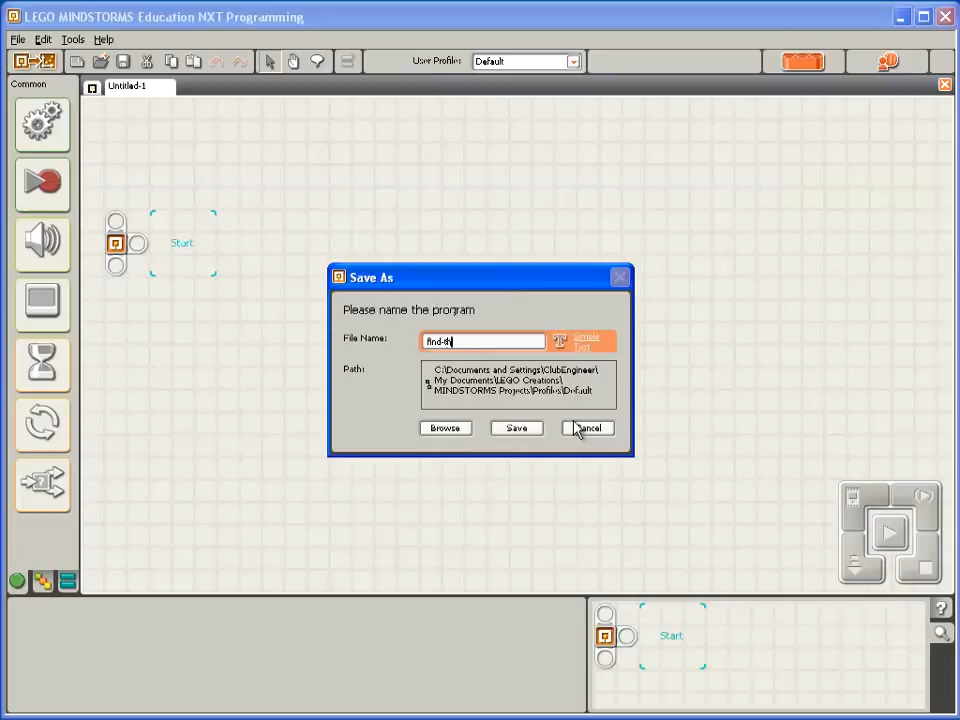 LEGO MINDSTORMS Education NXT Programming
File Edit Tools Help
User Profile: Default
Common
Untitled-1
Start
Save As
Please name the program
File Name: find-th Simple Text
Path: C:\Documents and Settings\ClubEngineer\
My Documents\LEGO Creations\
MINDSTORMS Projects\Profiles\Default
Browse Save Cancel
Start
?